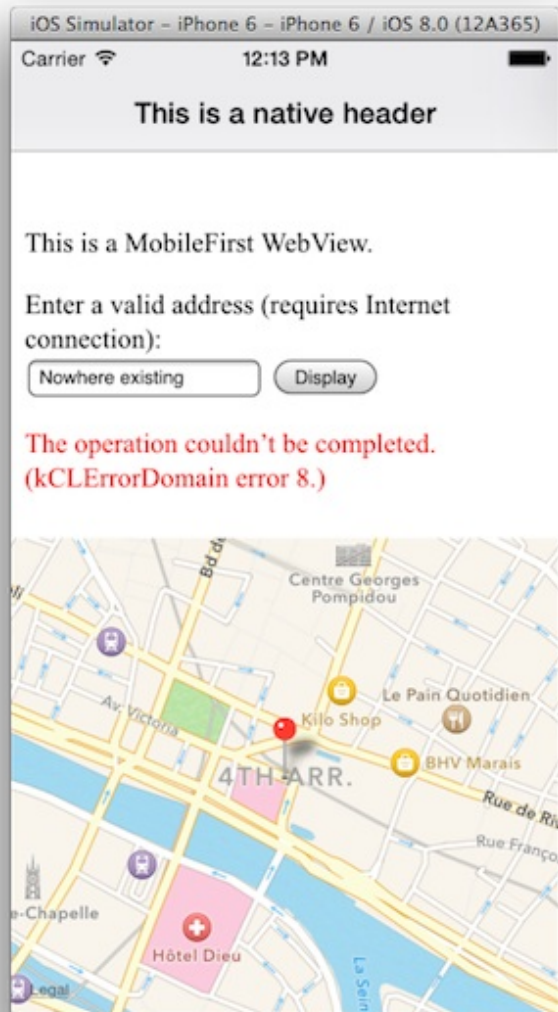 iOS Simulator – iPhone 6 – iPhone 6 / iOS 8.0 (12A365)
Carrier 12:13 PM
This is a native header
This is a MobileFirst WebView.
Enter a valid address (requires Internet
connection):
Nowhere existing Display
The operation couldn't be completed.
(kCLErrorDomain error 8.)
Bd de
Centre Georges
Pompidou
Av. Victoria
Le Pain Quotidien
Kilo Shop
4TH ARR.
BHV Marais
Rue de Riv
Rue Franço
e-Chapelle
Hôtel Dieu
La Sein
Legal